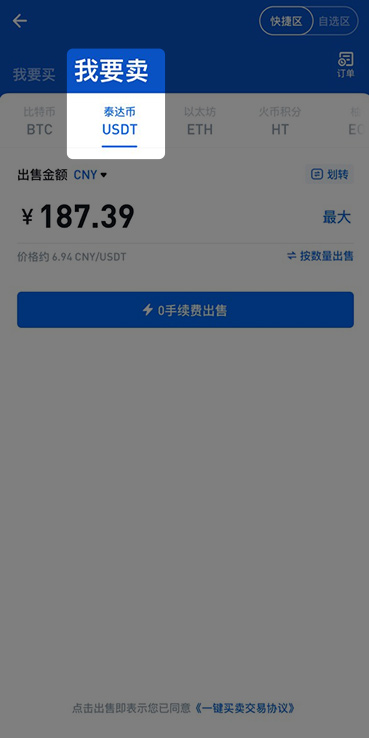 快捷区 自选区
我要买 我要卖 订单
比特币 泰达币 以太坊 火币积分
BTC USDT ETH HT EO
出售金额 CNY 划转
¥187.39 最大
价格约 6.94 CNY/USDT 按数量出售
0手续费出售
点击出售即表示您已同意《一键买卖交易协议》